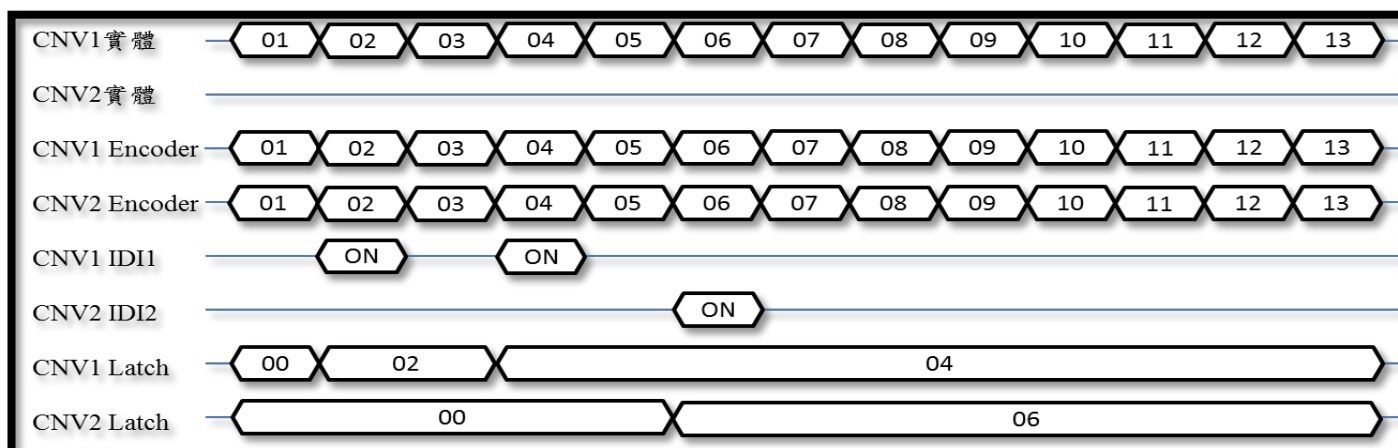 CNV1實體 01 02 03 04 05 06 07 08 09 10 11 12 13
CNV2實體
CNV1 Encoder 01 02 03 04 05 06 07 08 09 10 11 12 13
CNV2 Encoder 01 02 03 04 05 06 07 08 09 10 11 12 13
CNV1 IDI1 ON ON
CNV2 IDI2 ON
CNV1 Latch 00 02 04
CNV2 Latch 00 06